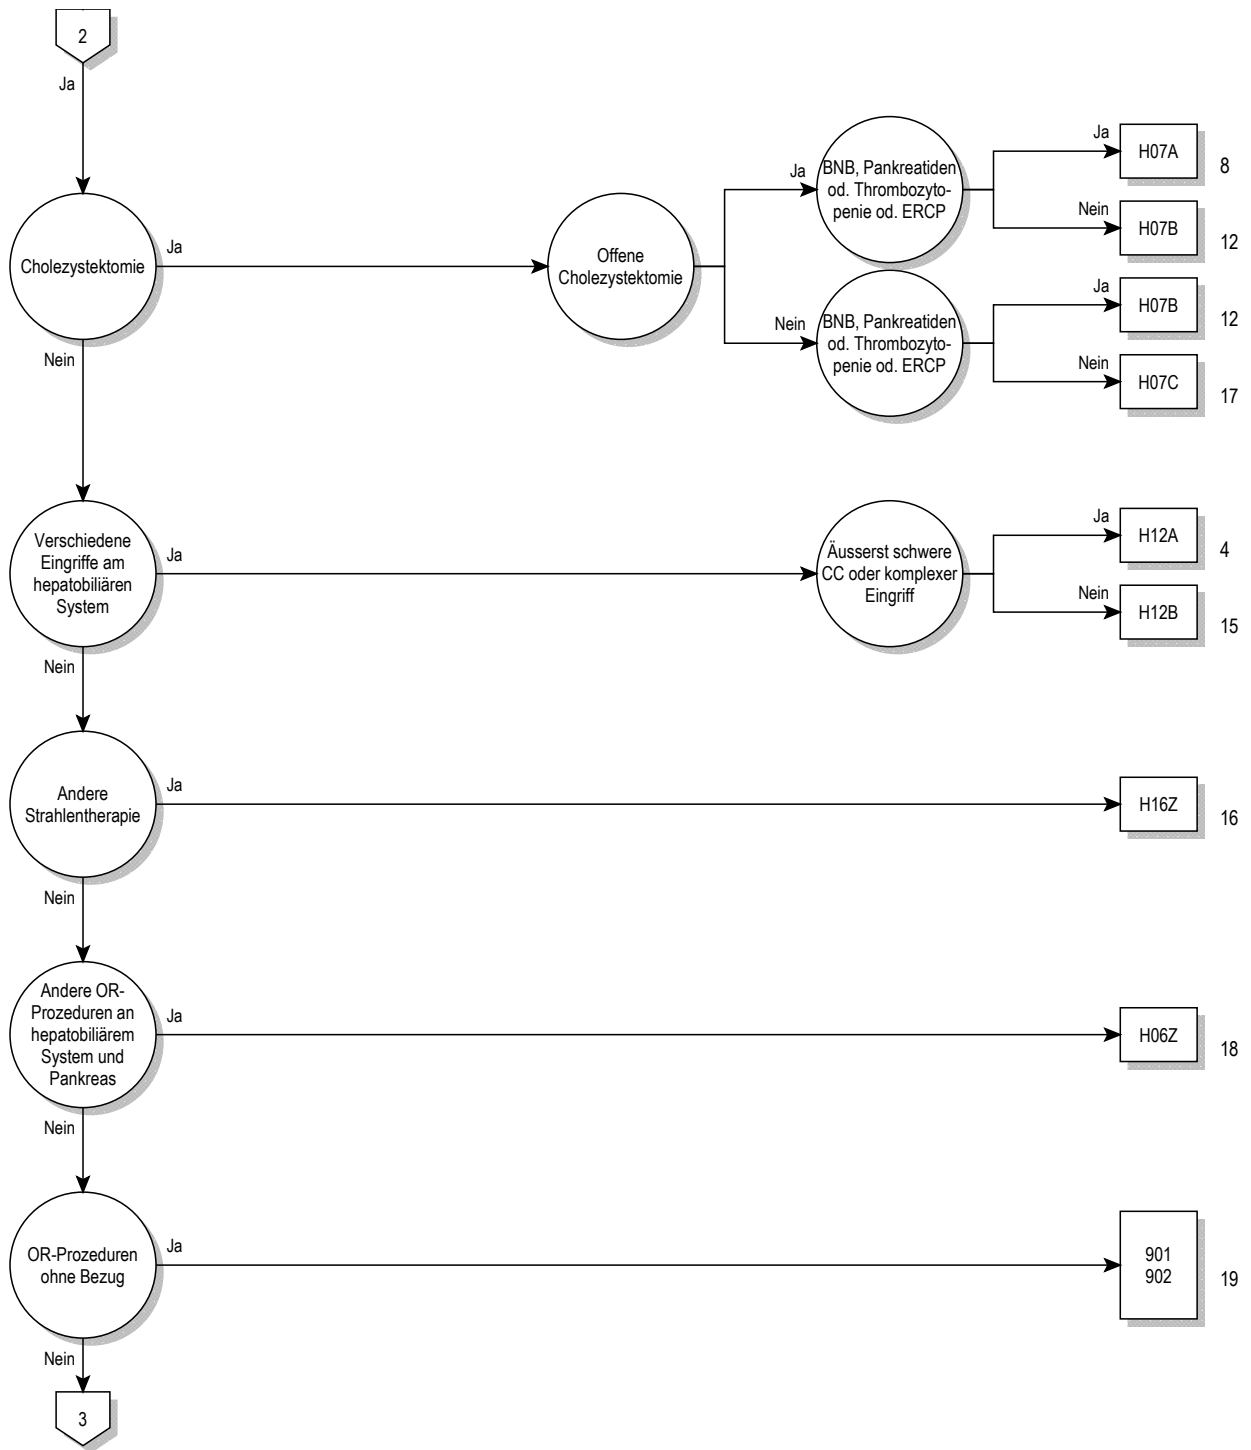 2
Ja
Cholezystektomie
Ja
Offene
Cholezystektomie
Ja
BNB, Pankreatiden
od. Thrombozyto-
penie od. ERCP
Ja
H07A
8
Nein
H07B
12
Nein
BNB, Pankreatiden
od. Thrombozyto-
penie od. ERCP
Ja
H07B
12
Nein
H07C
17
Nein
Verschiedene
Eingriffe am
hepatobiliären
System
Ja
Äusserst schwere
CC oder komplexer
Eingriff
Ja
H12A
4
Nein
H12B
15
Nein
Andere
Strahlentherapie
Ja
H16Z
16
Nein
Andere OR-
Prozeduren an
hepatobiliärem
System und
Pankreas
Ja
H06Z
18
Nein
OR-Prozeduren
ohne Bezug
Ja
901
902
19
Nein
3